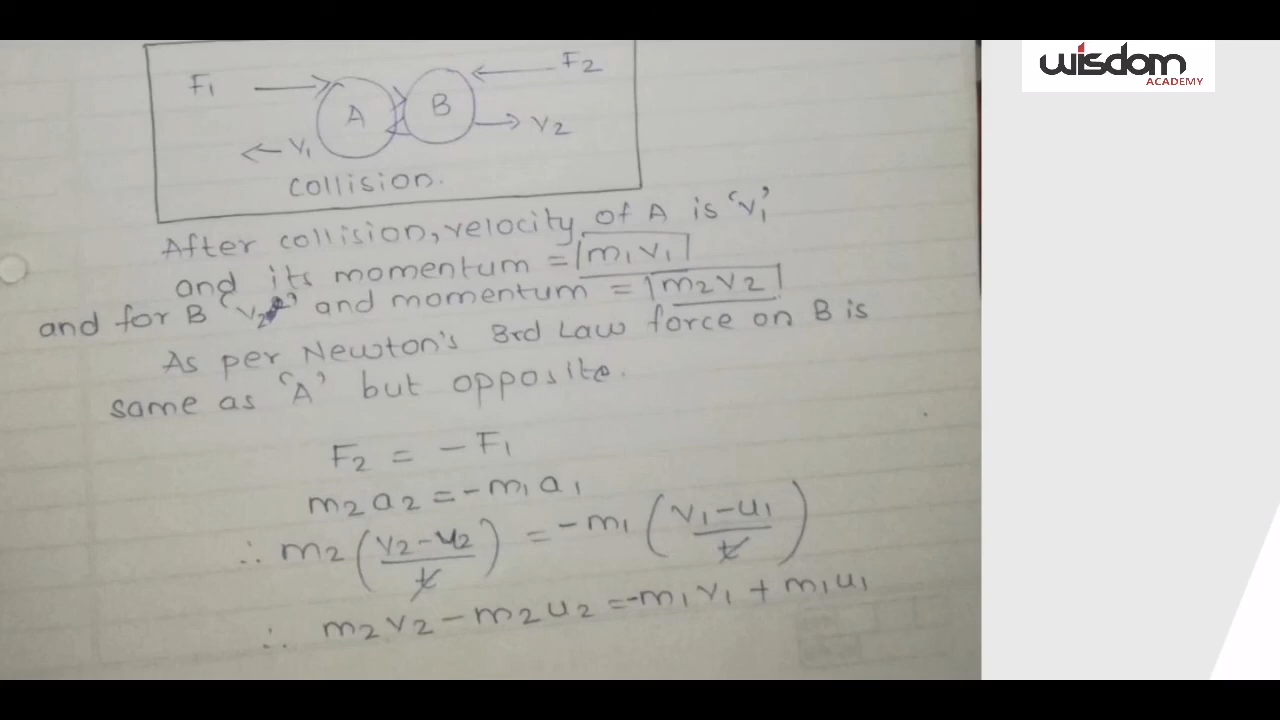 wisdom
ACADEMY
F1 F2
A B
V1 V2
collision.
After collision, velocity of A is 'v1'
and its momentum = |m1v1|
and for B 'v2' and momentum = |m2v2|
As per Newton's 3rd Law force on B is
same as 'A' but opposite.
F2 = -F1
m2a2 = -m1a1
∴ m2 (v2-u2/t) = -m1 (v1-u1/t)
∴ m2v2 - m2u2 = -m1v1 + m1u1